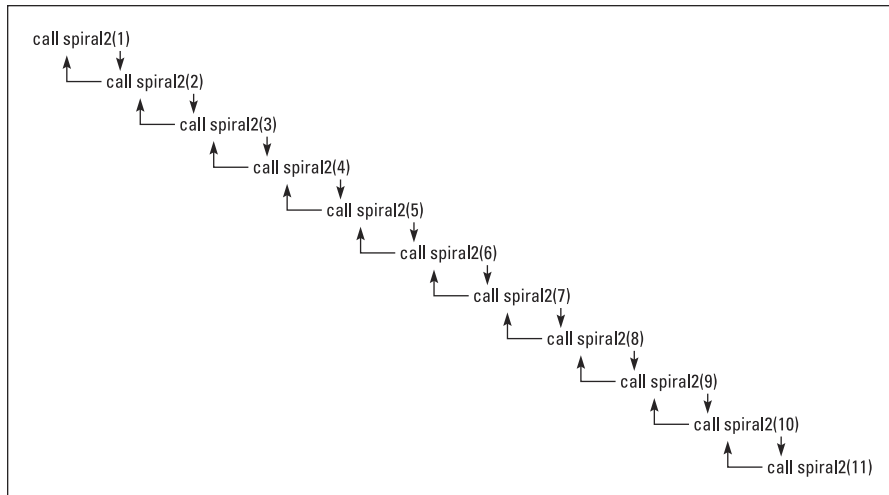 call spiral2(1)
call spiral2(2)
call spiral2(3)
call spiral2(4)
call spiral2(5)
call spiral2(6)
call spiral2(7)
call spiral2(8)
call spiral2(9)
call spiral2(10)
call spiral2(11)